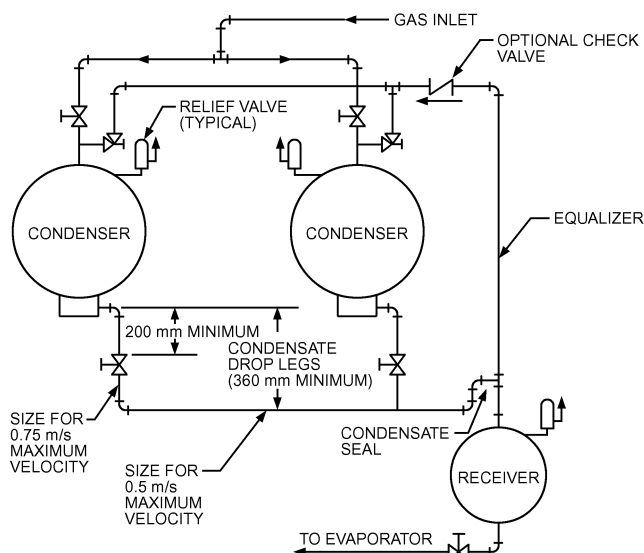 GAS INLET
OPTIONAL CHECK
VALVE
RELIEF VALVE
(TYPICAL)
CONDENSER
CONDENSER
EQUALIZER
200 mm MINIMUM
CONDENSATE
DROP LEGS
(360 mm MINIMUM)
SIZE FOR
0.75 m/s
MAXIMUM
VELOCITY
SIZE FOR
0.5 m/s
MAXIMUM
VELOCITY
CONDENSATE
SEAL
RECEIVER
TO EVAPORATOR